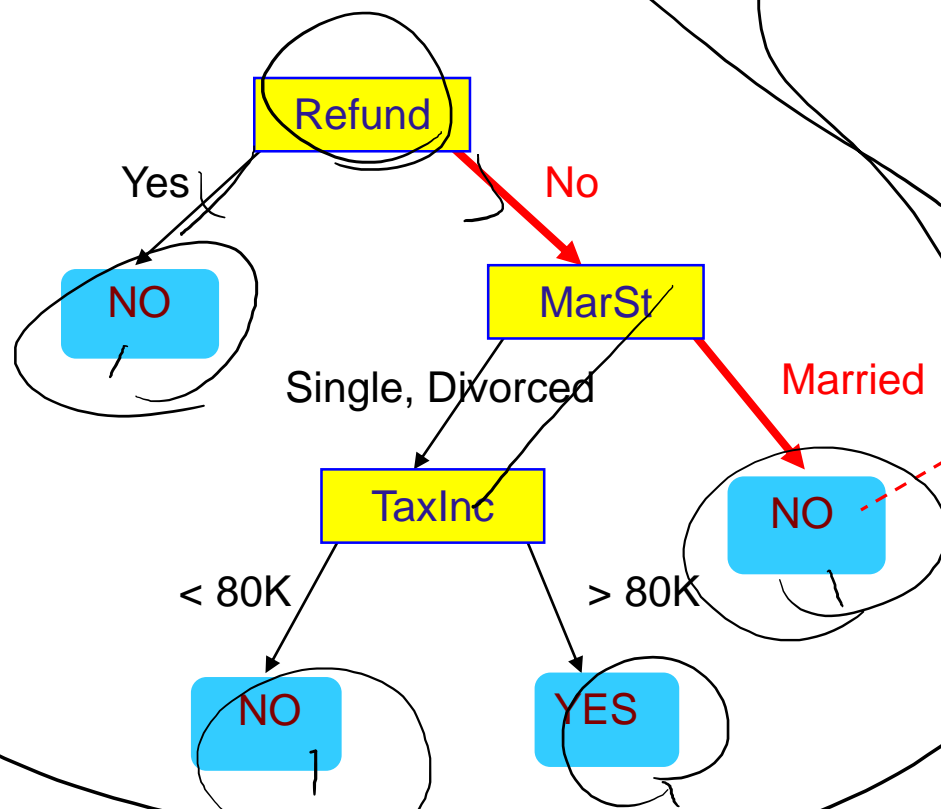 Refund
Yes
No
NO
MarSt
Single, Divorced
Married
TaxInc
NO
< 80K
> 80K
NO
YES